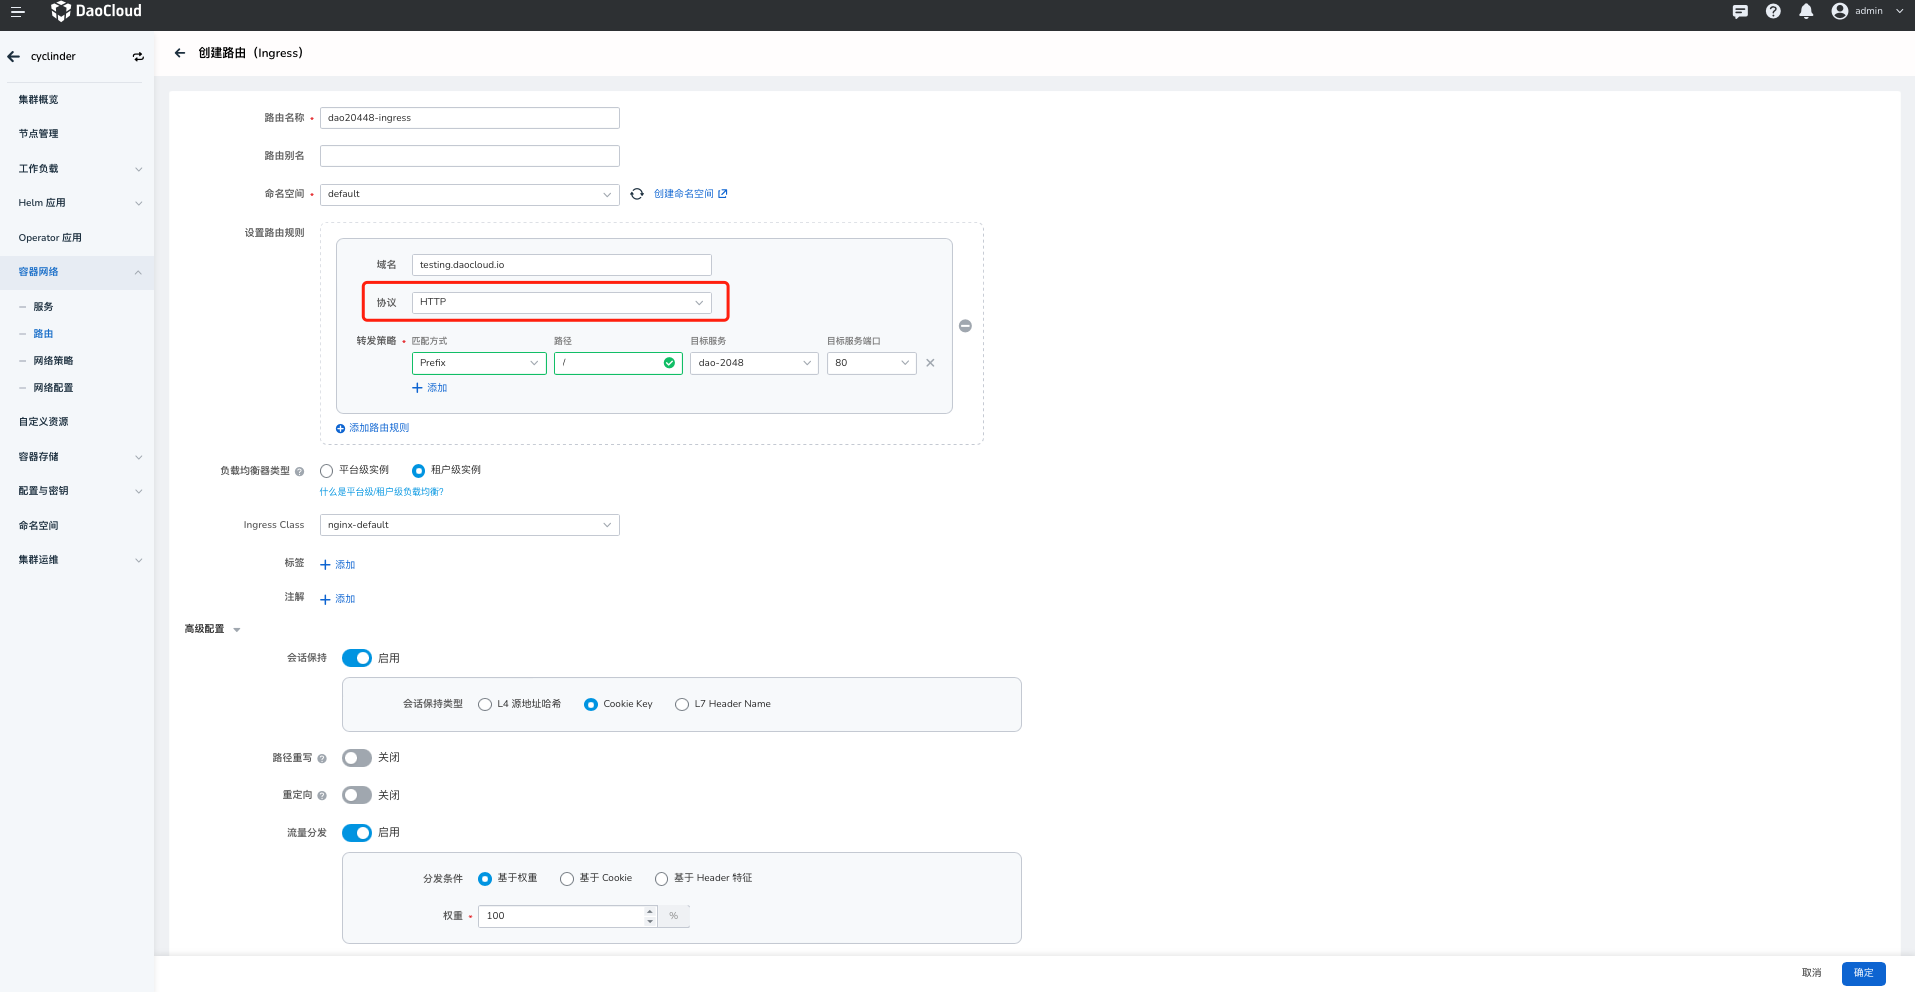 DaoCloud
admin
cyclinder
集群概览
节点管理
工作负载
Helm 应用
Operator 应用
容器网络
服务
路由
网络策略
网络配置
自定义资源
容器存储
配置与密钥
命名空间
集群运维
创建路由（Ingress）
路由名称 • dao20448-ingress
路由别名
命名空间 • default 创建命名空间
设置路由规则
域名 testing.daocloud.io
协议 HTTP
转发策略 • 匹配方式 路径 目标服务 目标服务端口
Prefix / dao-2048 80
添加
添加路由规则
负载均衡器类型 平台级实例 租户级实例
什么是平台级/租户级负载均衡?
Ingress Class nginx-default
标签 添加
注解 添加
高级配置
会话保持 启用
会话保持类型 L4 源地址哈希 Cookie Key L7 Header Name
路径重写 关闭
重定向 关闭
流量分发 启用
分发条件 基于权重 基于 Cookie 基于 Header 特征
权重 • 100 %
取消 确定